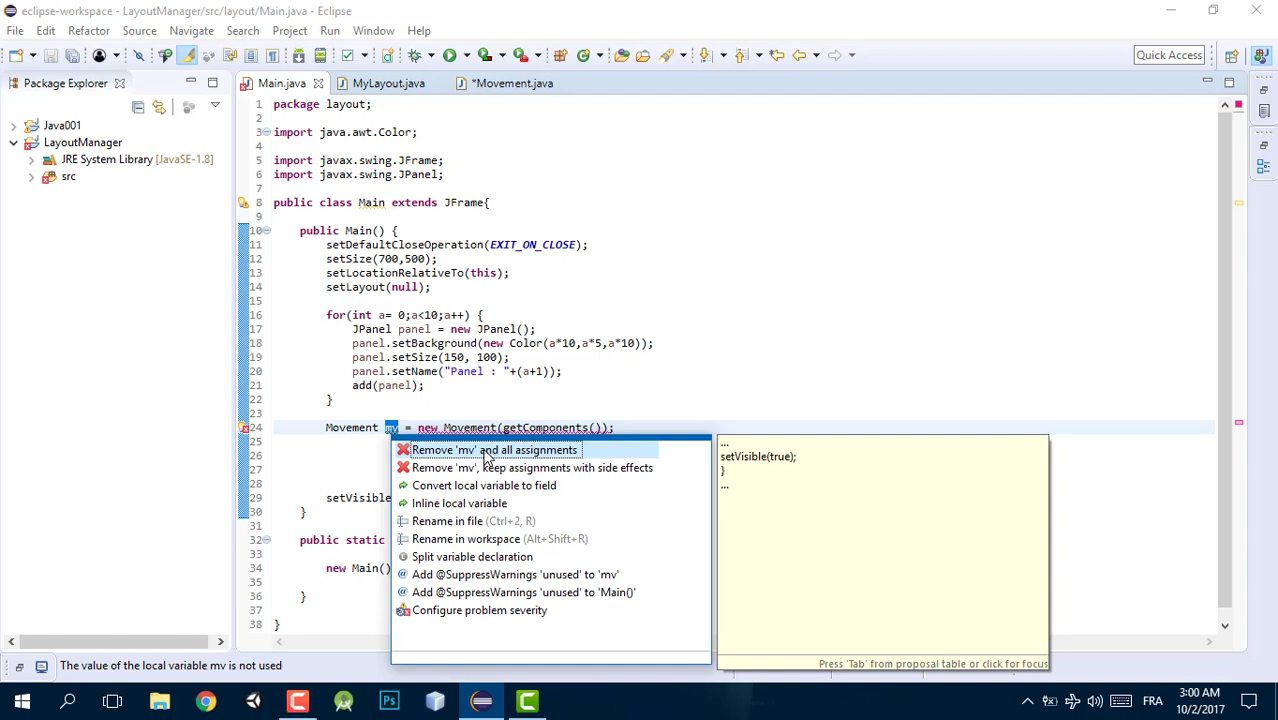 eclipse-workspace - LayoutManager/src/layout/Main.java - Eclipse
File Edit Refactor Source Navigate Search Project Run Window Help
Quick Access
Package Explorer
Main.java MyLayout.java *Movement.java
Java001
LayoutManager
JRE System Library [JavaSE-1.8]
src
1 package layout;
2
3 import java.awt.Color;
4
5 import javax.swing.JFrame;
6 import javax.swing.JPanel;
7
8 public class Main extends JFrame{
9
10 public Main() {
11 setDefaultCloseOperation(EXIT_ON_CLOSE);
12 setSize(700,500);
13 setLocationRelativeTo(this);
14 setLayout(null);
15
16 for(int a= 0;a<10;a++) {
17 JPanel panel = new JPanel();
18 panel.setBackground(new Color(a*10,a*5,a*10));
19 panel.setSize(150, 100);
20 panel.setName("Panel : "+(a+1));
21 add(panel);
22 }
23
24 Movement mv = new Movement(getComponents());
25
26
27
28
29 setVisible
30 }
31
32 public static
33
34 new Main()
35
36 }
37
38 }
Remove 'mv' and all assignments
Remove 'mv', keep assignments with side effects
Convert local variable to field
Inline local variable
Rename in file (Ctrl+2, R)
Rename in workspace (Alt+Shift+R)
Split variable declaration
Add @SuppressWarnings 'unused' to 'mv'
Add @SuppressWarnings 'unused' to 'Main()'
Configure problem severity
...
setVisible(true);
}
...
Press 'Tab' from proposal table or click for focus
The value of the local variable mv is not used
FRA
3:00 AM
10/2/2017